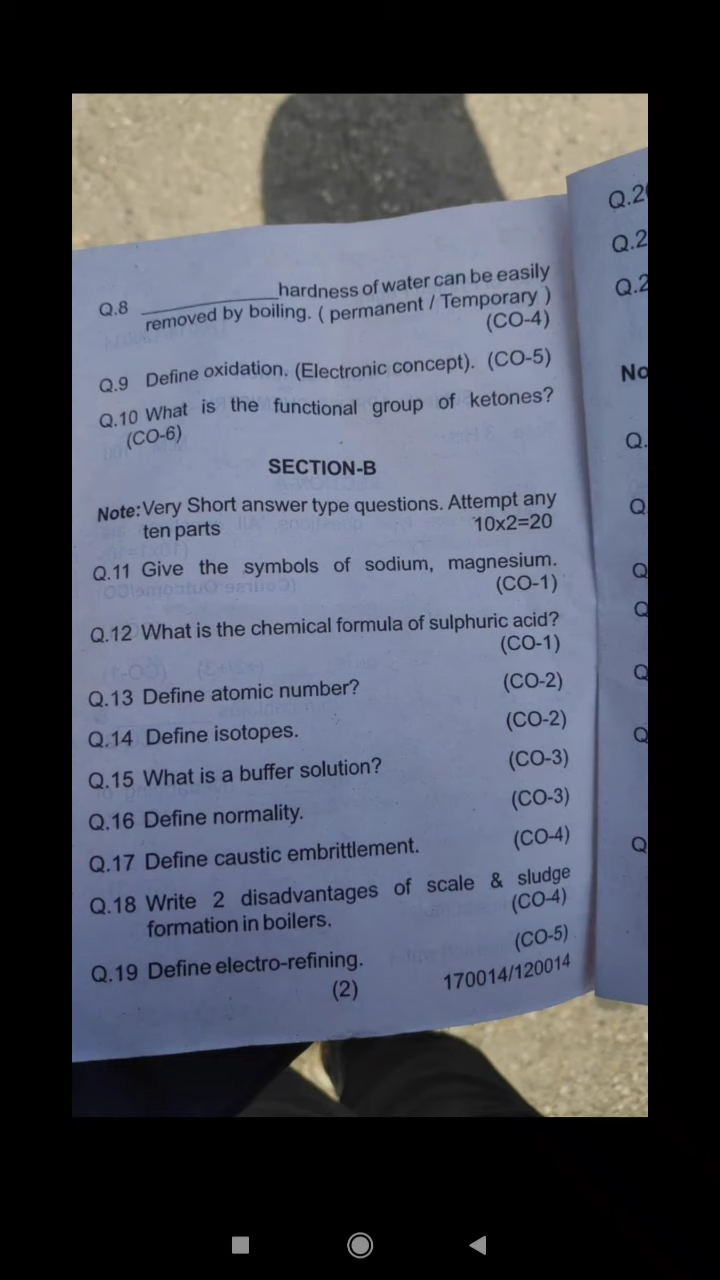 Q.8 ____________ hardness of water can be easily
removed by boiling. ( permanent / Temporary )
(CO-4)
Q.9 Define oxidation. (Electronic concept). (CO-5)
Q.10 What is the functional group of ketones?
(CO-6)
SECTION-B
Note: Very Short answer type questions. Attempt any
ten parts 10x2=20
Q.11 Give the symbols of sodium, magnesium.
(CO-1)
Q.12 What is the chemical formula of sulphuric acid?
(CO-1)
Q.13 Define atomic number? (CO-2)
Q.14 Define isotopes. (CO-2)
Q.15 What is a buffer solution? (CO-3)
Q.16 Define normality. (CO-3)
Q.17 Define caustic embrittlement. (CO-4)
Q.18 Write 2 disadvantages of scale & sludge
formation in boilers. (CO-4)
Q.19 Define electro-refining. (CO-5)
(2) 170014/120014